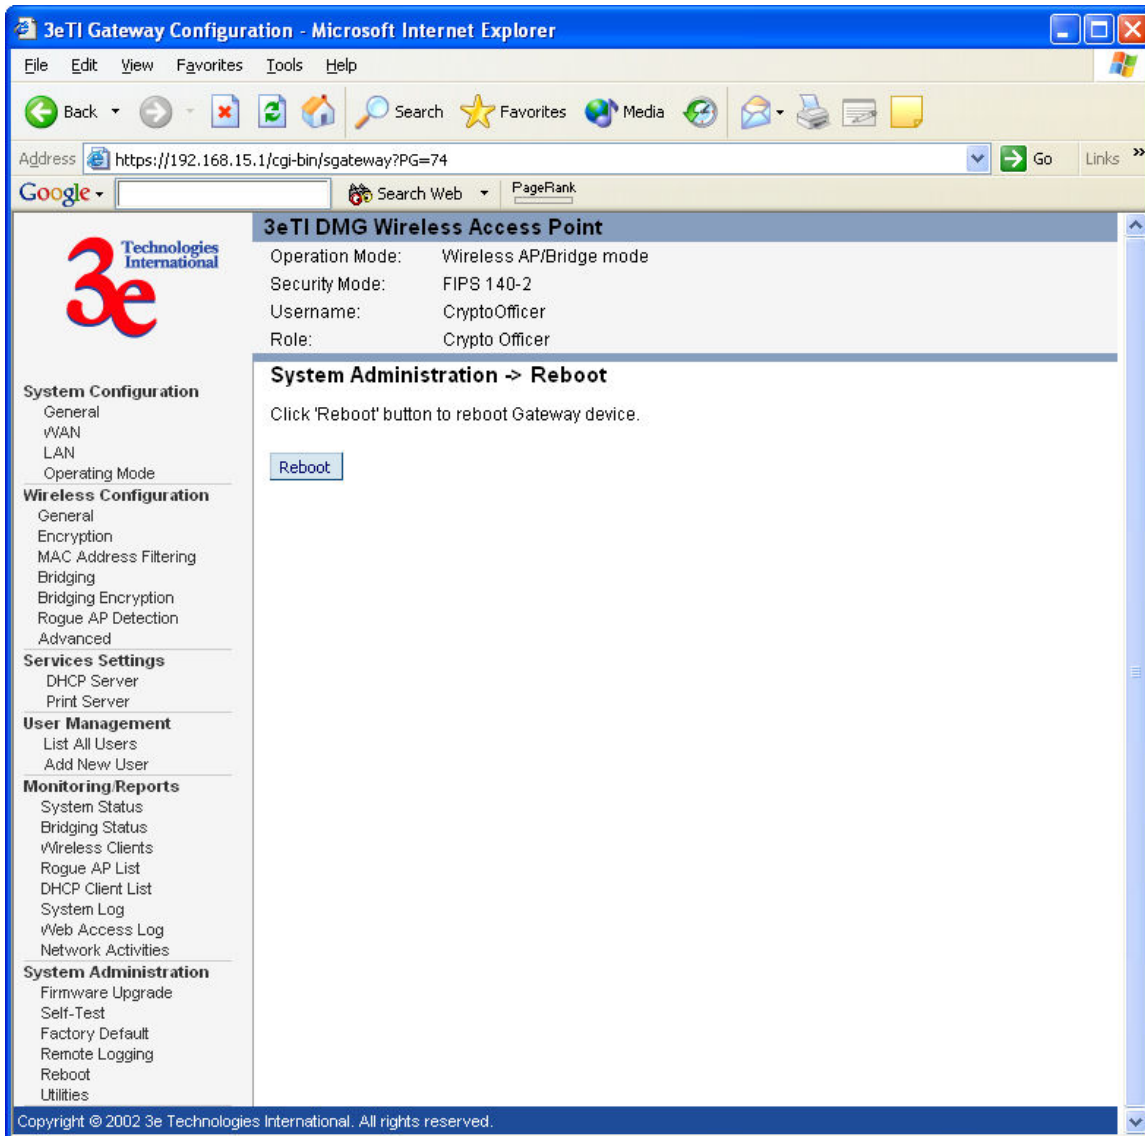 3eTI Gateway Configuration - Microsoft Internet Explorer
File Edit View Favorites Tools Help
Back Search Favorites Media
Address https://192.168.15.1/cgi-bin/sgateway?PG=74 Go Links »
Google Search Web PageRank
3e Technologies International
3eTI DMG Wireless Access Point
Operation Mode: Wireless AP/Bridge mode
Security Mode: FIPS 140-2
Username: CryptoOfficer
Role: Crypto Officer
System Administration -> Reboot
Click 'Reboot' button to reboot Gateway device.
Reboot
System Configuration
General
WAN
LAN
Operating Mode
Wireless Configuration
General
Encryption
MAC Address Filtering
Bridging
Bridging Encryption
Rogue AP Detection
Advanced
Services Settings
DHCP Server
Print Server
User Management
List All Users
Add New User
Monitoring/Reports
System Status
Bridging Status
Wireless Clients
Rogue AP List
DHCP Client List
System Log
Web Access Log
Network Activities
System Administration
Firmware Upgrade
Self-Test
Factory Default
Remote Logging
Reboot
Utilities
Copyright © 2002 3e Technologies International. All rights reserved.